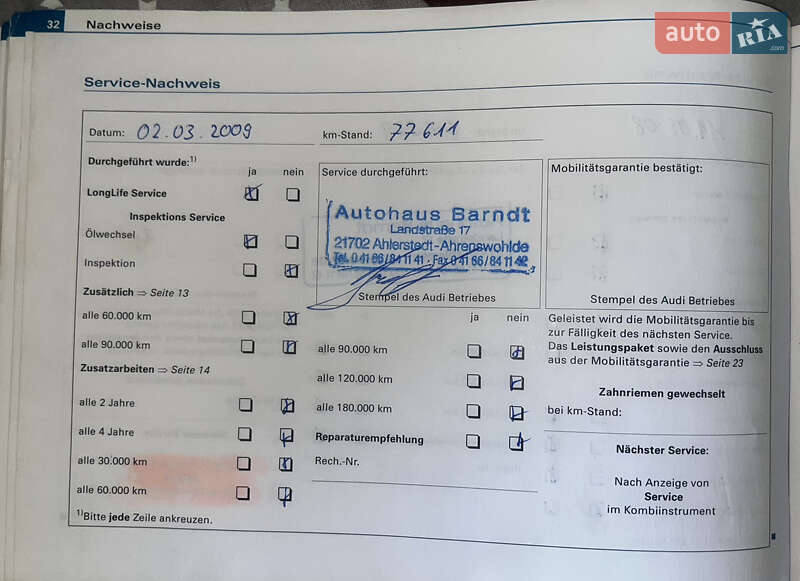 32 Nachweise
auto RIA .com
Service-Nachweis
Datum: 02.03.2009 km-Stand: 77611
Durchgeführt wurde:1)
ja nein
LongLife Service
Inspektions Service
Ölwechsel
Inspektion
Zusätzlich ⇒ Seite 13
alle 60.000 km
alle 90.000 km
Zusatzarbeiten ⇒ Seite 14
alle 2 Jahre
alle 4 Jahre
alle 30.000 km
alle 60.000 km
1)Bitte jede Zeile ankreuzen.
Service durchgeführt:
Autohaus Barndt
Landstraße 17
21702 Ahlerstedt-Ahrenswohlde
Tel. 0 41 66/84 11 41 · Fax 0 41 66/84 11 42
Stempel des Audi Betriebes
ja nein
alle 90.000 km
alle 120.000 km
alle 180.000 km
Reparaturempfehlung
Rech.-Nr.
Mobilitätsgarantie bestätigt:
Stempel des Audi Betriebes
Geleistet wird die Mobilitätsgarantie bis
zur Fälligkeit des nächsten Service.
Das Leistungspaket sowie den Ausschluss
aus der Mobilitätsgarantie ⇒ Seite 23
Zahnriemen gewechselt
bei km-Stand:
Nächster Service:
Nach Anzeige von
Service
im Kombiinstrument